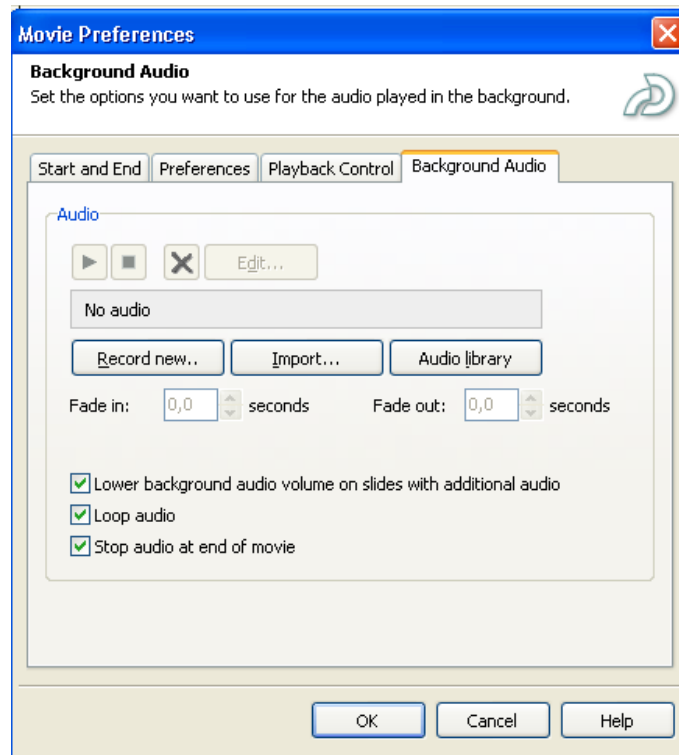 Movie Preferences
Background Audio
Set the options you want to use for the audio played in the background.
Start and End Preferences Playback Control Background Audio
Audio
Edit...
No audio
Record new.. Import... Audio library
Fade in: 0,0 seconds Fade out: 0,0 seconds
Lower background audio volume on slides with additional audio
Loop audio
Stop audio at end of movie
OK Cancel Help